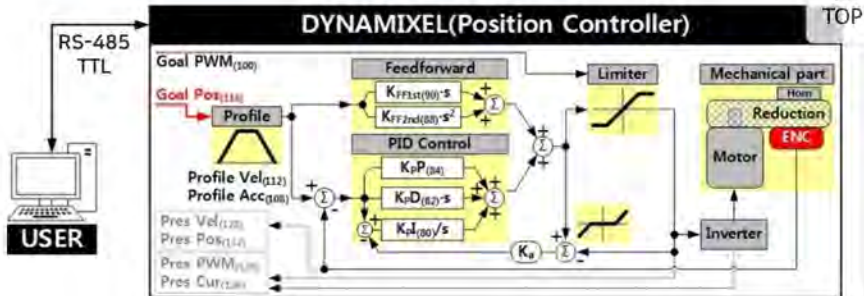 DYNAMIXEL(Position Controller)
TOP
RS-485
TTL
USER
Goal PWM(100)
Goal Pos(116)
Profile
Profile Vel(112)
Profile Acc(108)
Feedforward
KFF1st(90)·s
KFF2nd(88)·s²
Σ
PID Control
KPP(84)
KPD(82)·s
KPI(80)/s
Σ
Σ
Σ
Σ
Σ
Ka
Limiter
Inverter
Mechanical part
Horn
Reduction
ENC
Motor
Pres Vel(128)
Pres Pos(132)
Pres PWM
Pres Cur(126)